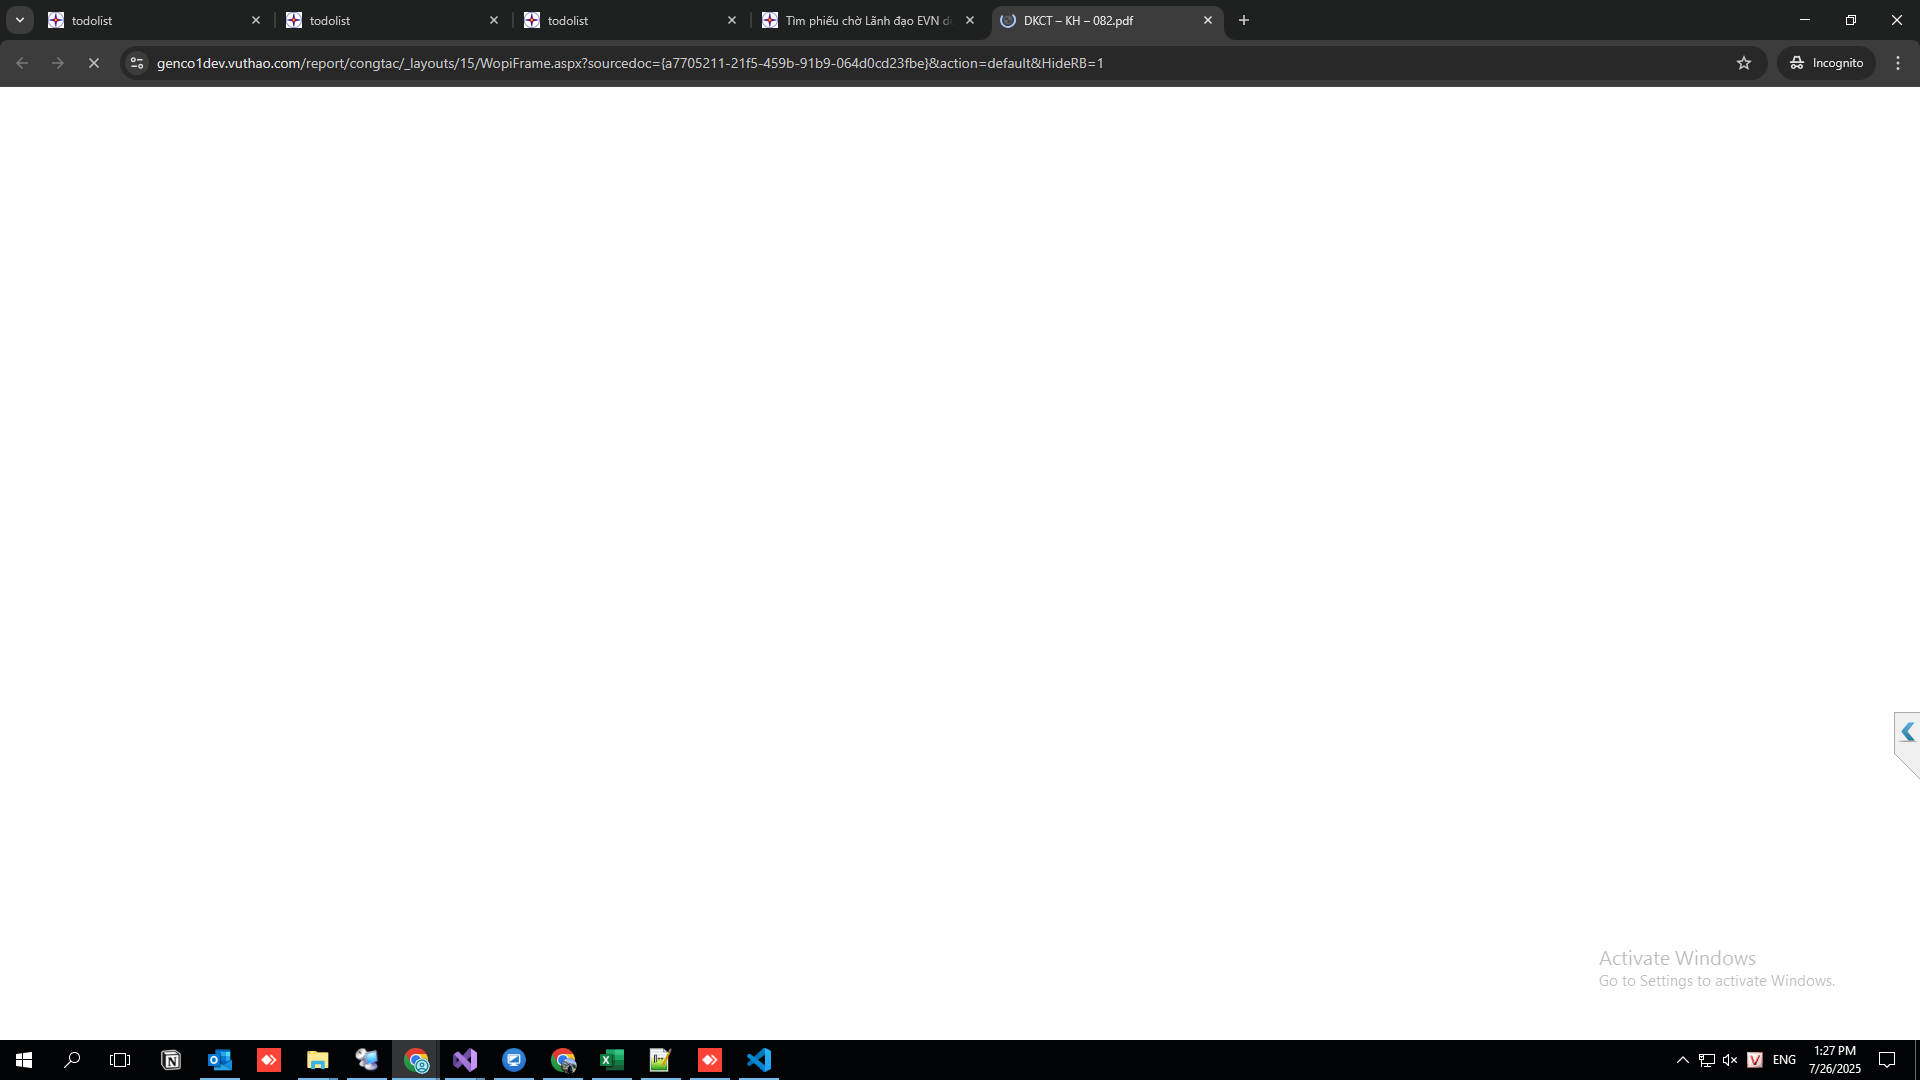 todolist
todolist
todolist
Tìm phiếu chờ Lãnh đạo EVN
DKCT – KH – 082.pdf
genco1dev.vuthao.com/report/congtac/_layouts/15/WopiFrame.aspx?sourcedoc={a7705211-21f5-459b-91b9-064d0cd23fbe}&action=default&HideRB=1
Incognito
Activate Windows
Go to Settings to activate Windows.
ENG
1:27 PM
7/26/2025